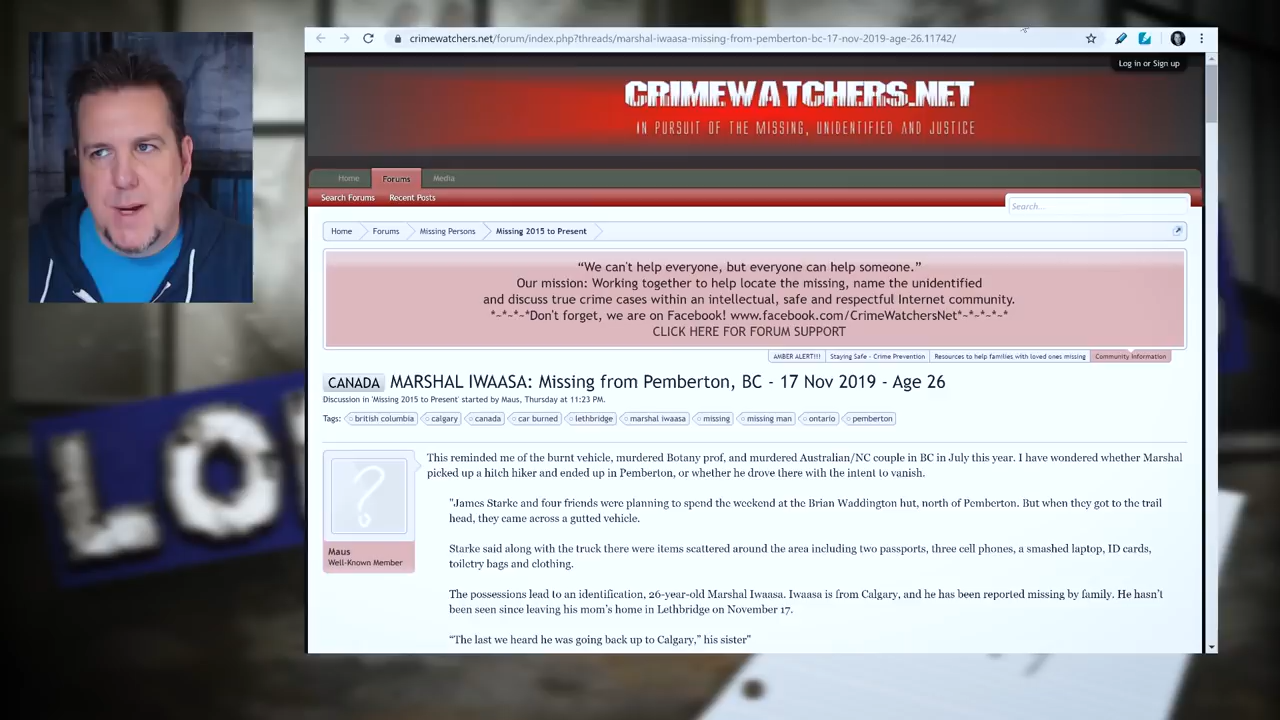 crimewatchers.net/forum/index.php?threads/marshal-iwaasa-missing-from-pemberton-bc-17-nov-2019-age-26.11742/
Log in or Sign up
CRIMEWATCHERS.NET
IN PURSUIT OF THE MISSING, UNIDENTIFIED AND JUSTICE
Home Forums Media
Search Forums Recent Posts
Search...
Home Forums Missing Persons Missing 2015 to Present
“We can't help everyone, but everyone can help someone.”
Our mission: Working together to help locate the missing, name the unidentified
and discuss true crime cases within an intellectual, safe and respectful Internet community.
*~*~*~*Don't forget, we are on Facebook! www.facebook.com/CrimeWatchersNet*~*~*~*~*
CLICK HERE FOR FORUM SUPPORT
AMBER ALERT!!! Staying Safe - Crime Prevention Resources to help families with loved ones missing Community Information
CANADA MARSHAL IWAASA: Missing from Pemberton, BC - 17 Nov 2019 - Age 26
Discussion in 'Missing 2015 to Present' started by Maus, Thursday at 11:23 PM.
Tags: british columbia calgary canada car burned lethbridge marshal iwaasa missing missing man ontario pemberton
This reminded me of the burnt vehicle, murdered Botany prof, and murdered Australian/NC couple in BC in July this year. I have wondered whether Marshal
picked up a hitch hiker and ended up in Pemberton, or whether he drove there with the intent to vanish.
"James Starke and four friends were planning to spend the weekend at the Brian Waddington hut, north of Pemberton. But when they got to the trail
head, they came across a gutted vehicle.
Maus
Well-Known Member
Starke said along with the truck there were items scattered around the area including two passports, three cell phones, a smashed laptop, ID cards,
toiletry bags and clothing.
The possessions lead to an identification, 26-year-old Marshal Iwaasa. Iwaasa is from Calgary, and he has been reported missing by family. He hasn't
been seen since leaving his mom's home in Lethbridge on November 17.
“The last we heard he was going back up to Calgary,” his sister"
LO